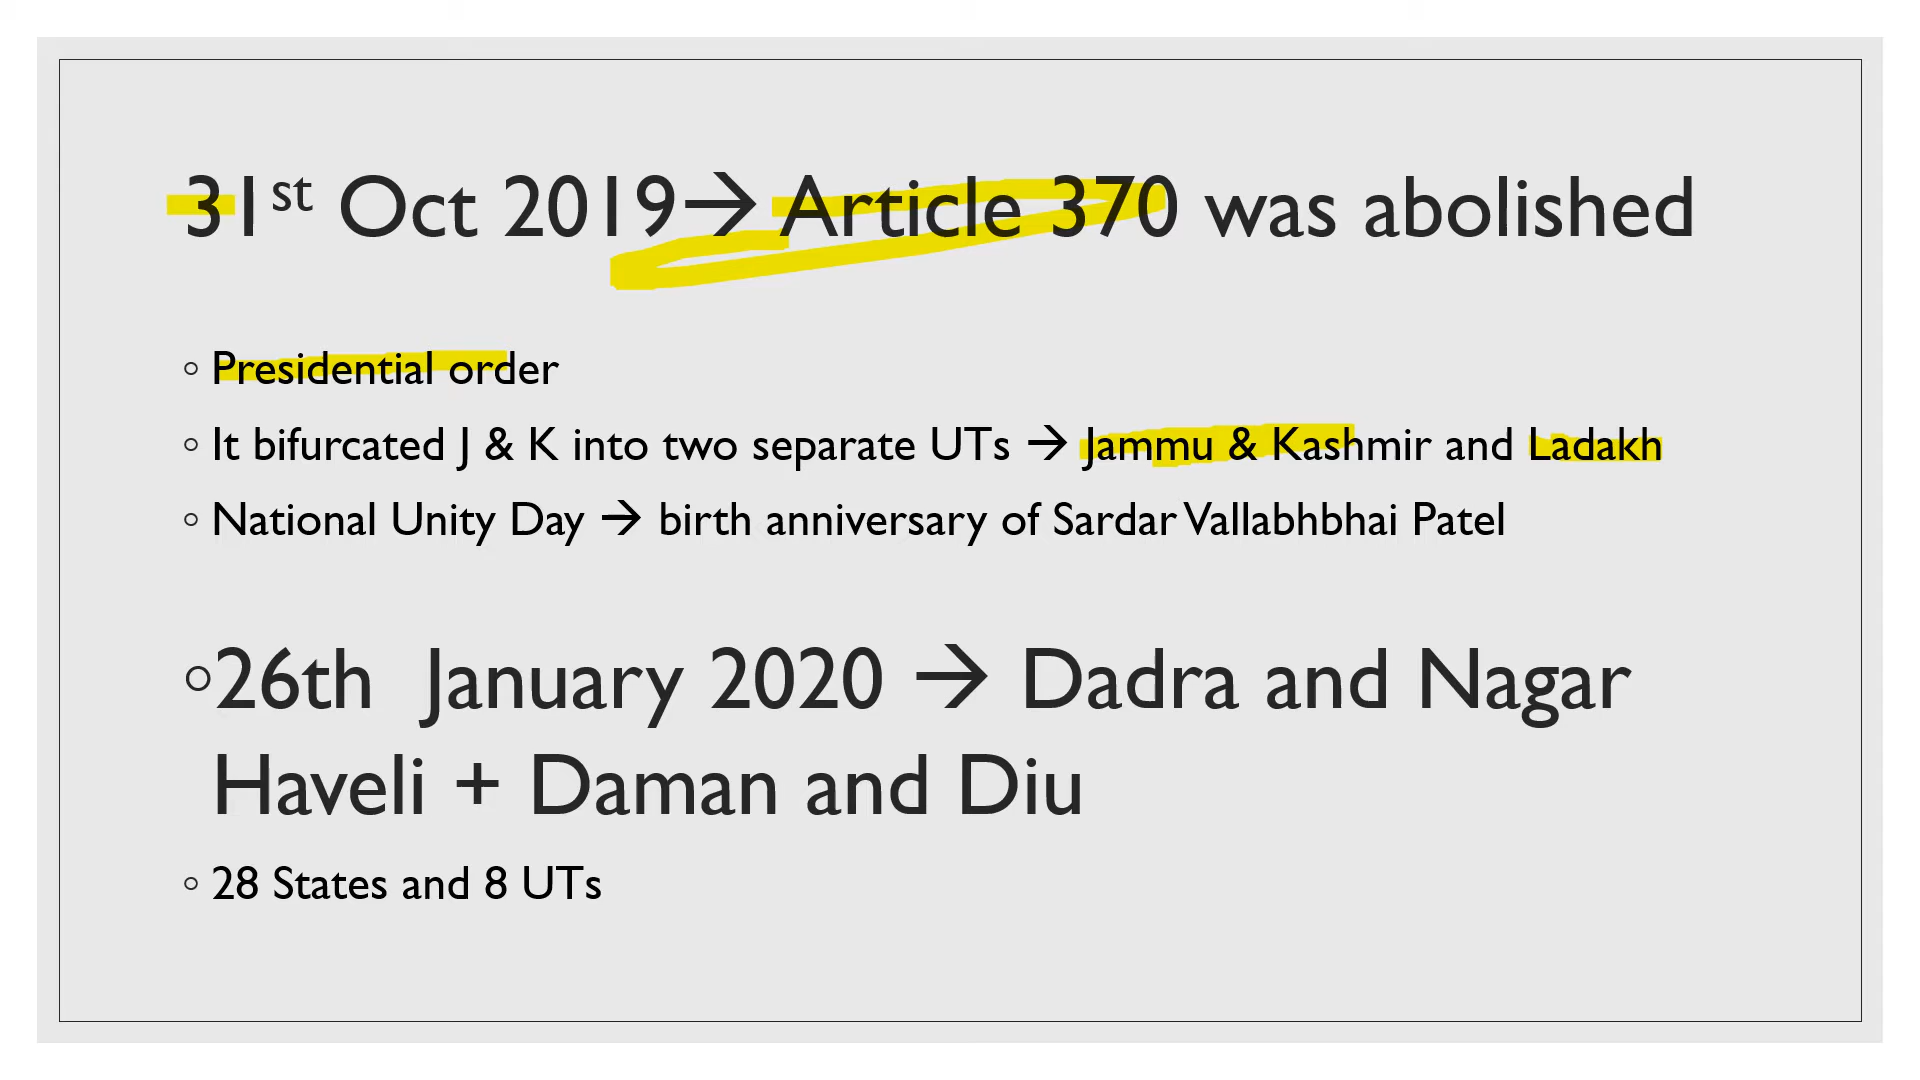 31st Oct 2019→ Article 370 was abolished
◦ Presidential order
◦ It bifurcated J & K into two separate UTs → Jammu & Kashmir and Ladakh
◦ National Unity Day → birth anniversary of Sardar Vallabhbhai Patel
◦26th January 2020 → Dadra and Nagar
Haveli + Daman and Diu
◦ 28 States and 8 UTs